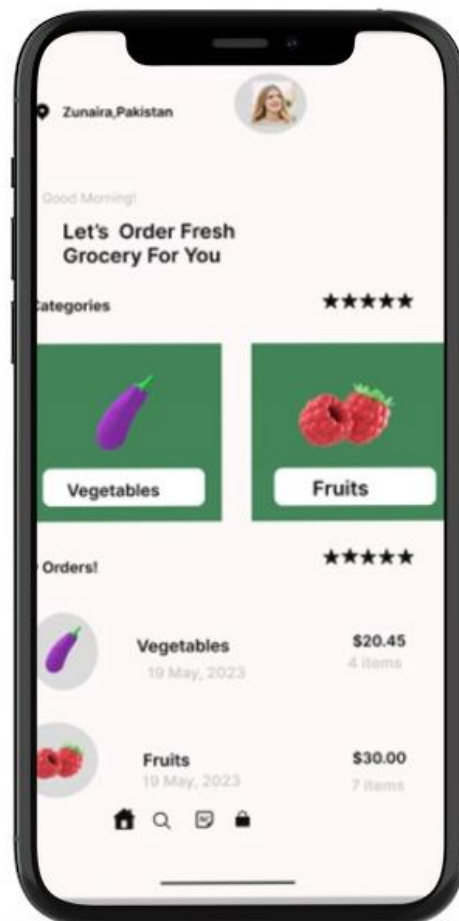 Zunaira,Pakistan
Good Morning!
Let's Order Fresh
Grocery For You
Categories
Vegetables
Fruits
Orders!
Vegetables
$20.45
19 May, 2023
4 items
Fruits
$30.00
19 May, 2023
7 items